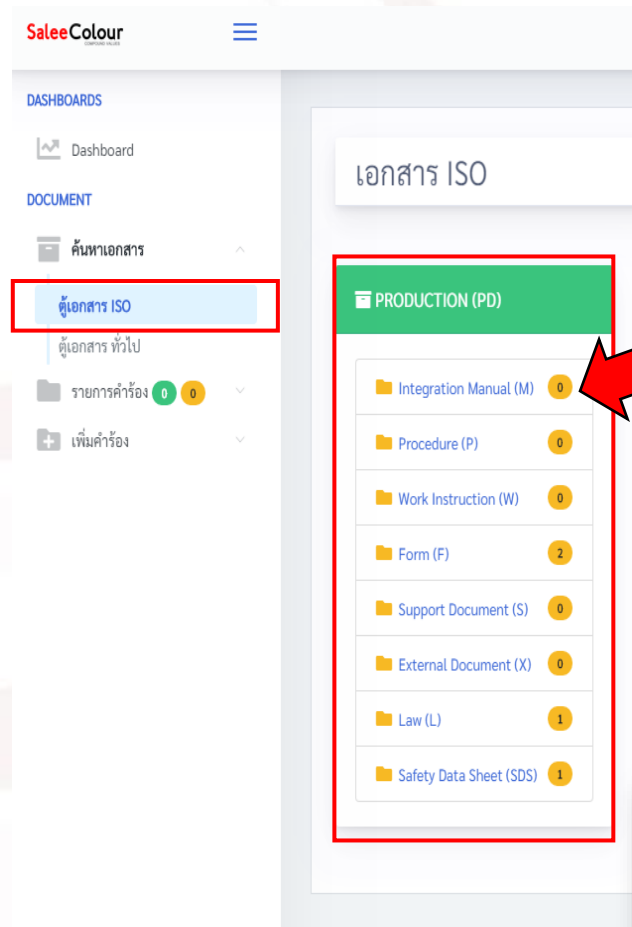 SaleeColour
COMPOUND VALUES
DASHBOARDS
Dashboard
DOCUMENT
ค้นหาเอกสาร
ตู้เอกสาร ISO
ตู้เอกสาร ทั่วไป
รายการคำร้อง 0 0
เพิ่มคำร้อง
เอกสาร ISO
PRODUCTION (PD)
Integration Manual (M) 0
Procedure (P) 0
Work Instruction (W) 0
Form (F) 2
Support Document (S) 0
External Document (X) 0
Law (L) 1
Safety Data Sheet (SDS) 1